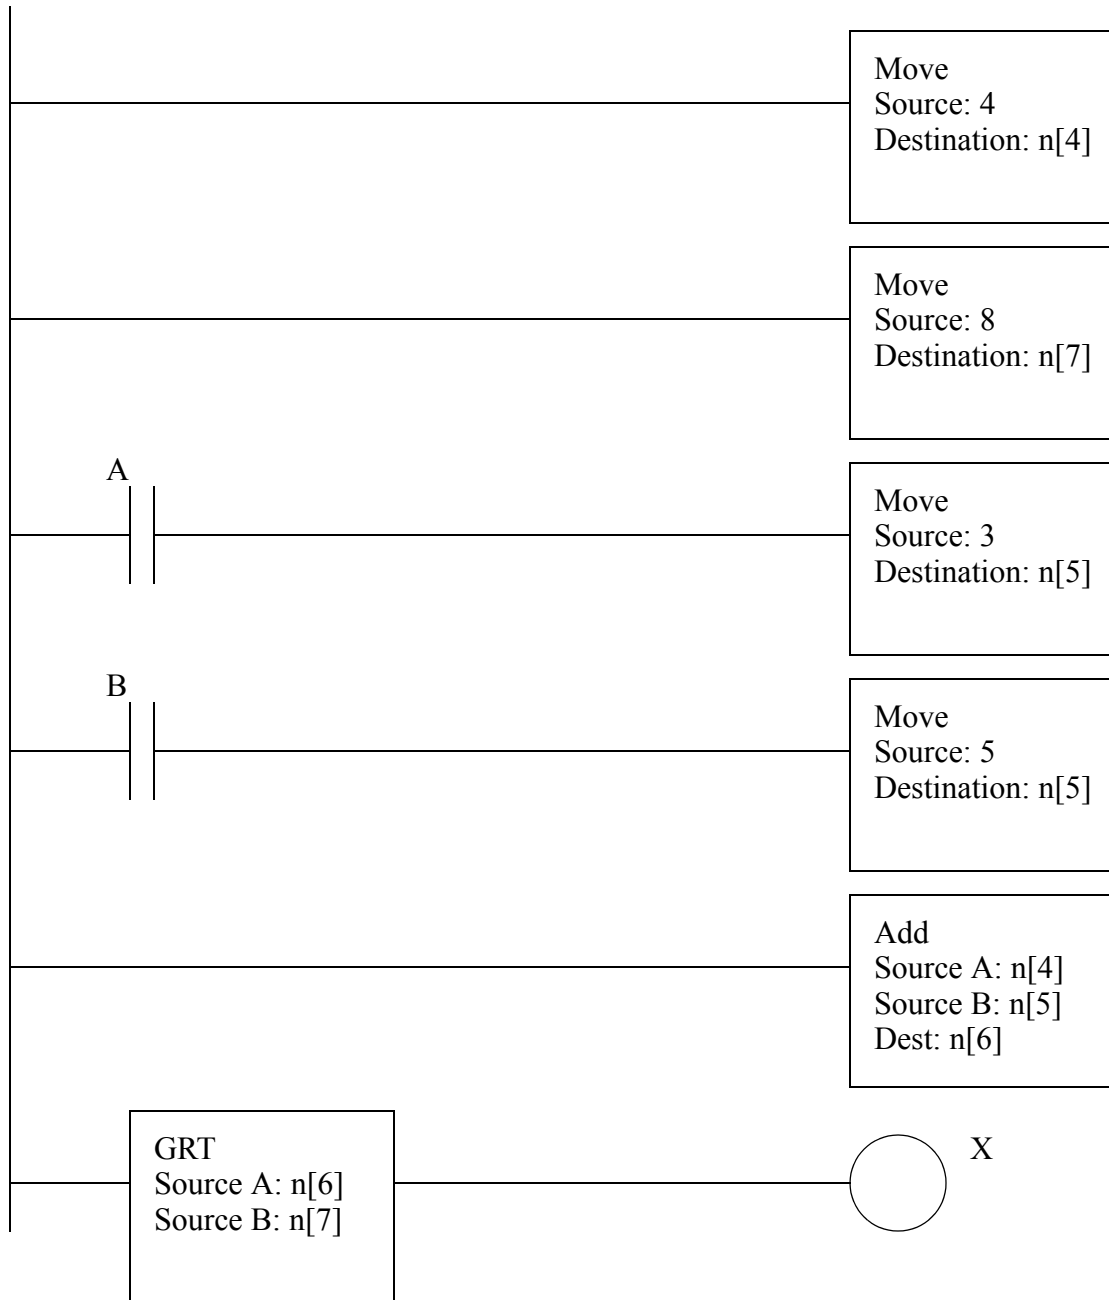 Move
Source: 4
Destination: n[4]
Move
Source: 8
Destination: n[7]
A
Move
Source: 3
Destination: n[5]
B
Move
Source: 5
Destination: n[5]
Add
Source A: n[4]
Source B: n[5]
Dest: n[6]
GRT
Source A: n[6]
Source B: n[7]
X